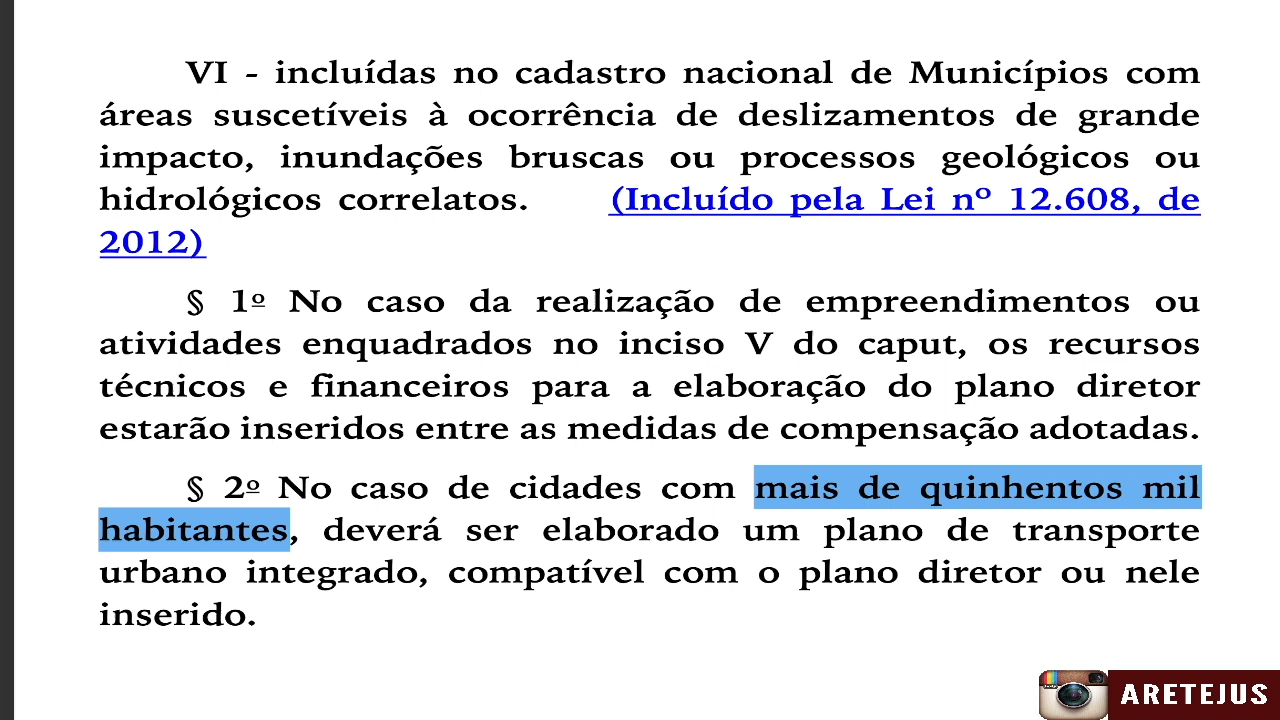 VI - incluídas no cadastro nacional de Municípios com
áreas suscetíveis à ocorrência de deslizamentos de grande
impacto, inundações bruscas ou processos geológicos ou
hidrológicos correlatos. (Incluído pela Lei nº 12.608, de
2012)
§ 1º No caso da realização de empreendimentos ou
atividades enquadrados no inciso V do caput, os recursos
técnicos e financeiros para a elaboração do plano diretor
estarão inseridos entre as medidas de compensação adotadas.
§ 2º No caso de cidades com mais de quinhentos mil
habitantes, deverá ser elaborado um plano de transporte
urbano integrado, compatível com o plano diretor ou nele
inserido.
ARETEJUS